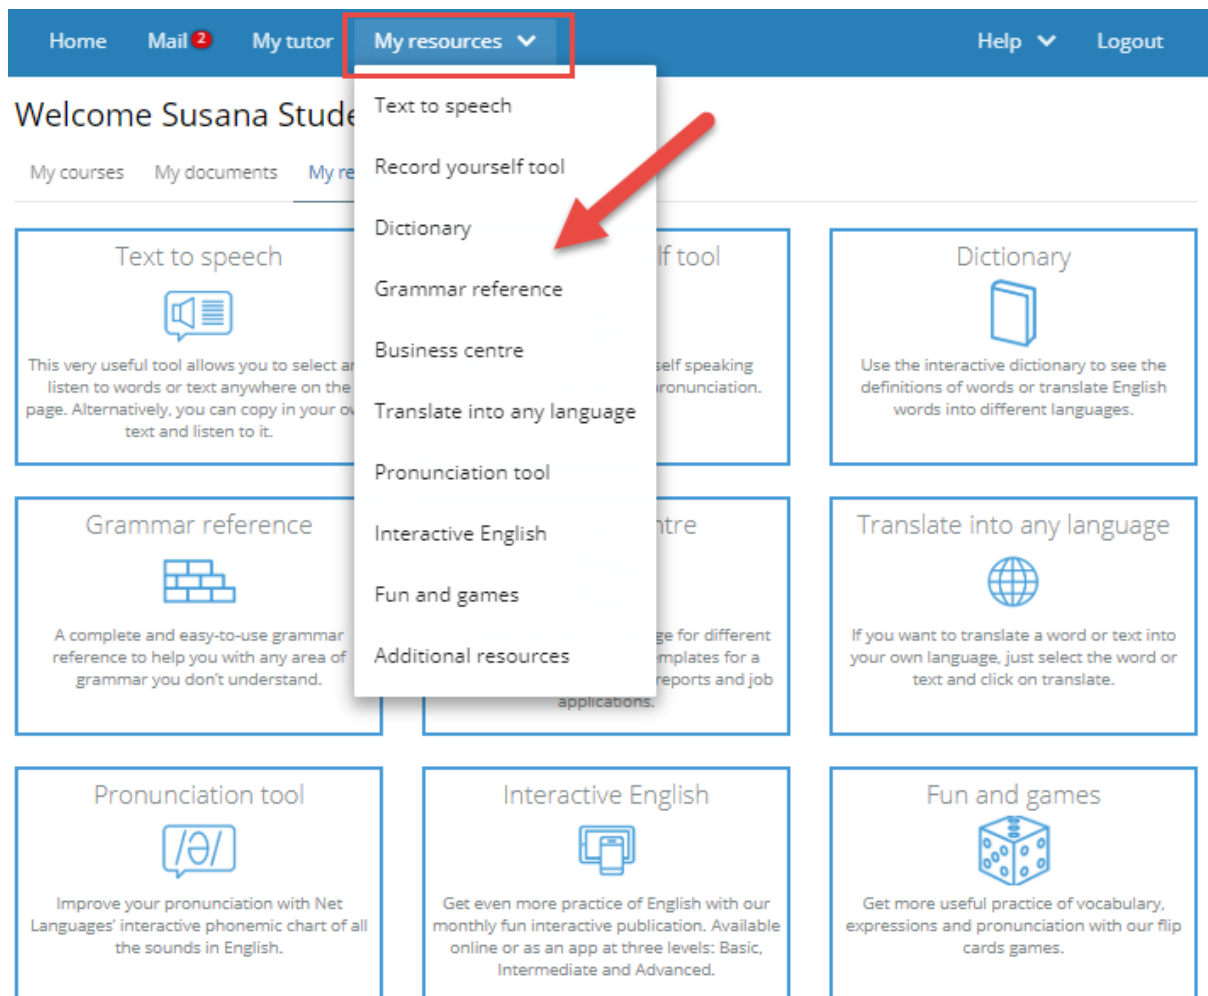 Home Mail 2 My tutor My resources Help Logout
Welcome Susana
My courses My documents My
Text to speech
Record yourself tool
Dictionary
Grammar reference
Business centre
Translate into any language
Pronunciation tool
Interactive English
Fun and games
Additional resources
Text to speech
This very useful tool allows you to select
listen to words or text anywhere on the
page. Alternatively, you can copy in your
text and listen to it.
tool
speaking
Dictionary
Use the interactive dictionary to see the
definitions of words or translate English
words into different languages.
Grammar reference
A complete and easy-to-use grammar
reference to help you with any area of
grammar you don't understand.
for different
for a
reports and job
applications.
Translate into any language
If you want to translate a word or text into
your own language, just select the word or
text and click on translate.
Pronunciation tool
/ə/
Improve your pronunciation with Net
Languages' interactive phonemic chart of all
the sounds in English.
Interactive English
Get even more practice of English with our
monthly fun interactive publication. Available
online or as an app at three levels: Basic,
Intermediate and Advanced.
Fun and games
Get more useful practice of vocabulary,
expressions and pronunciation with our flip
cards games.